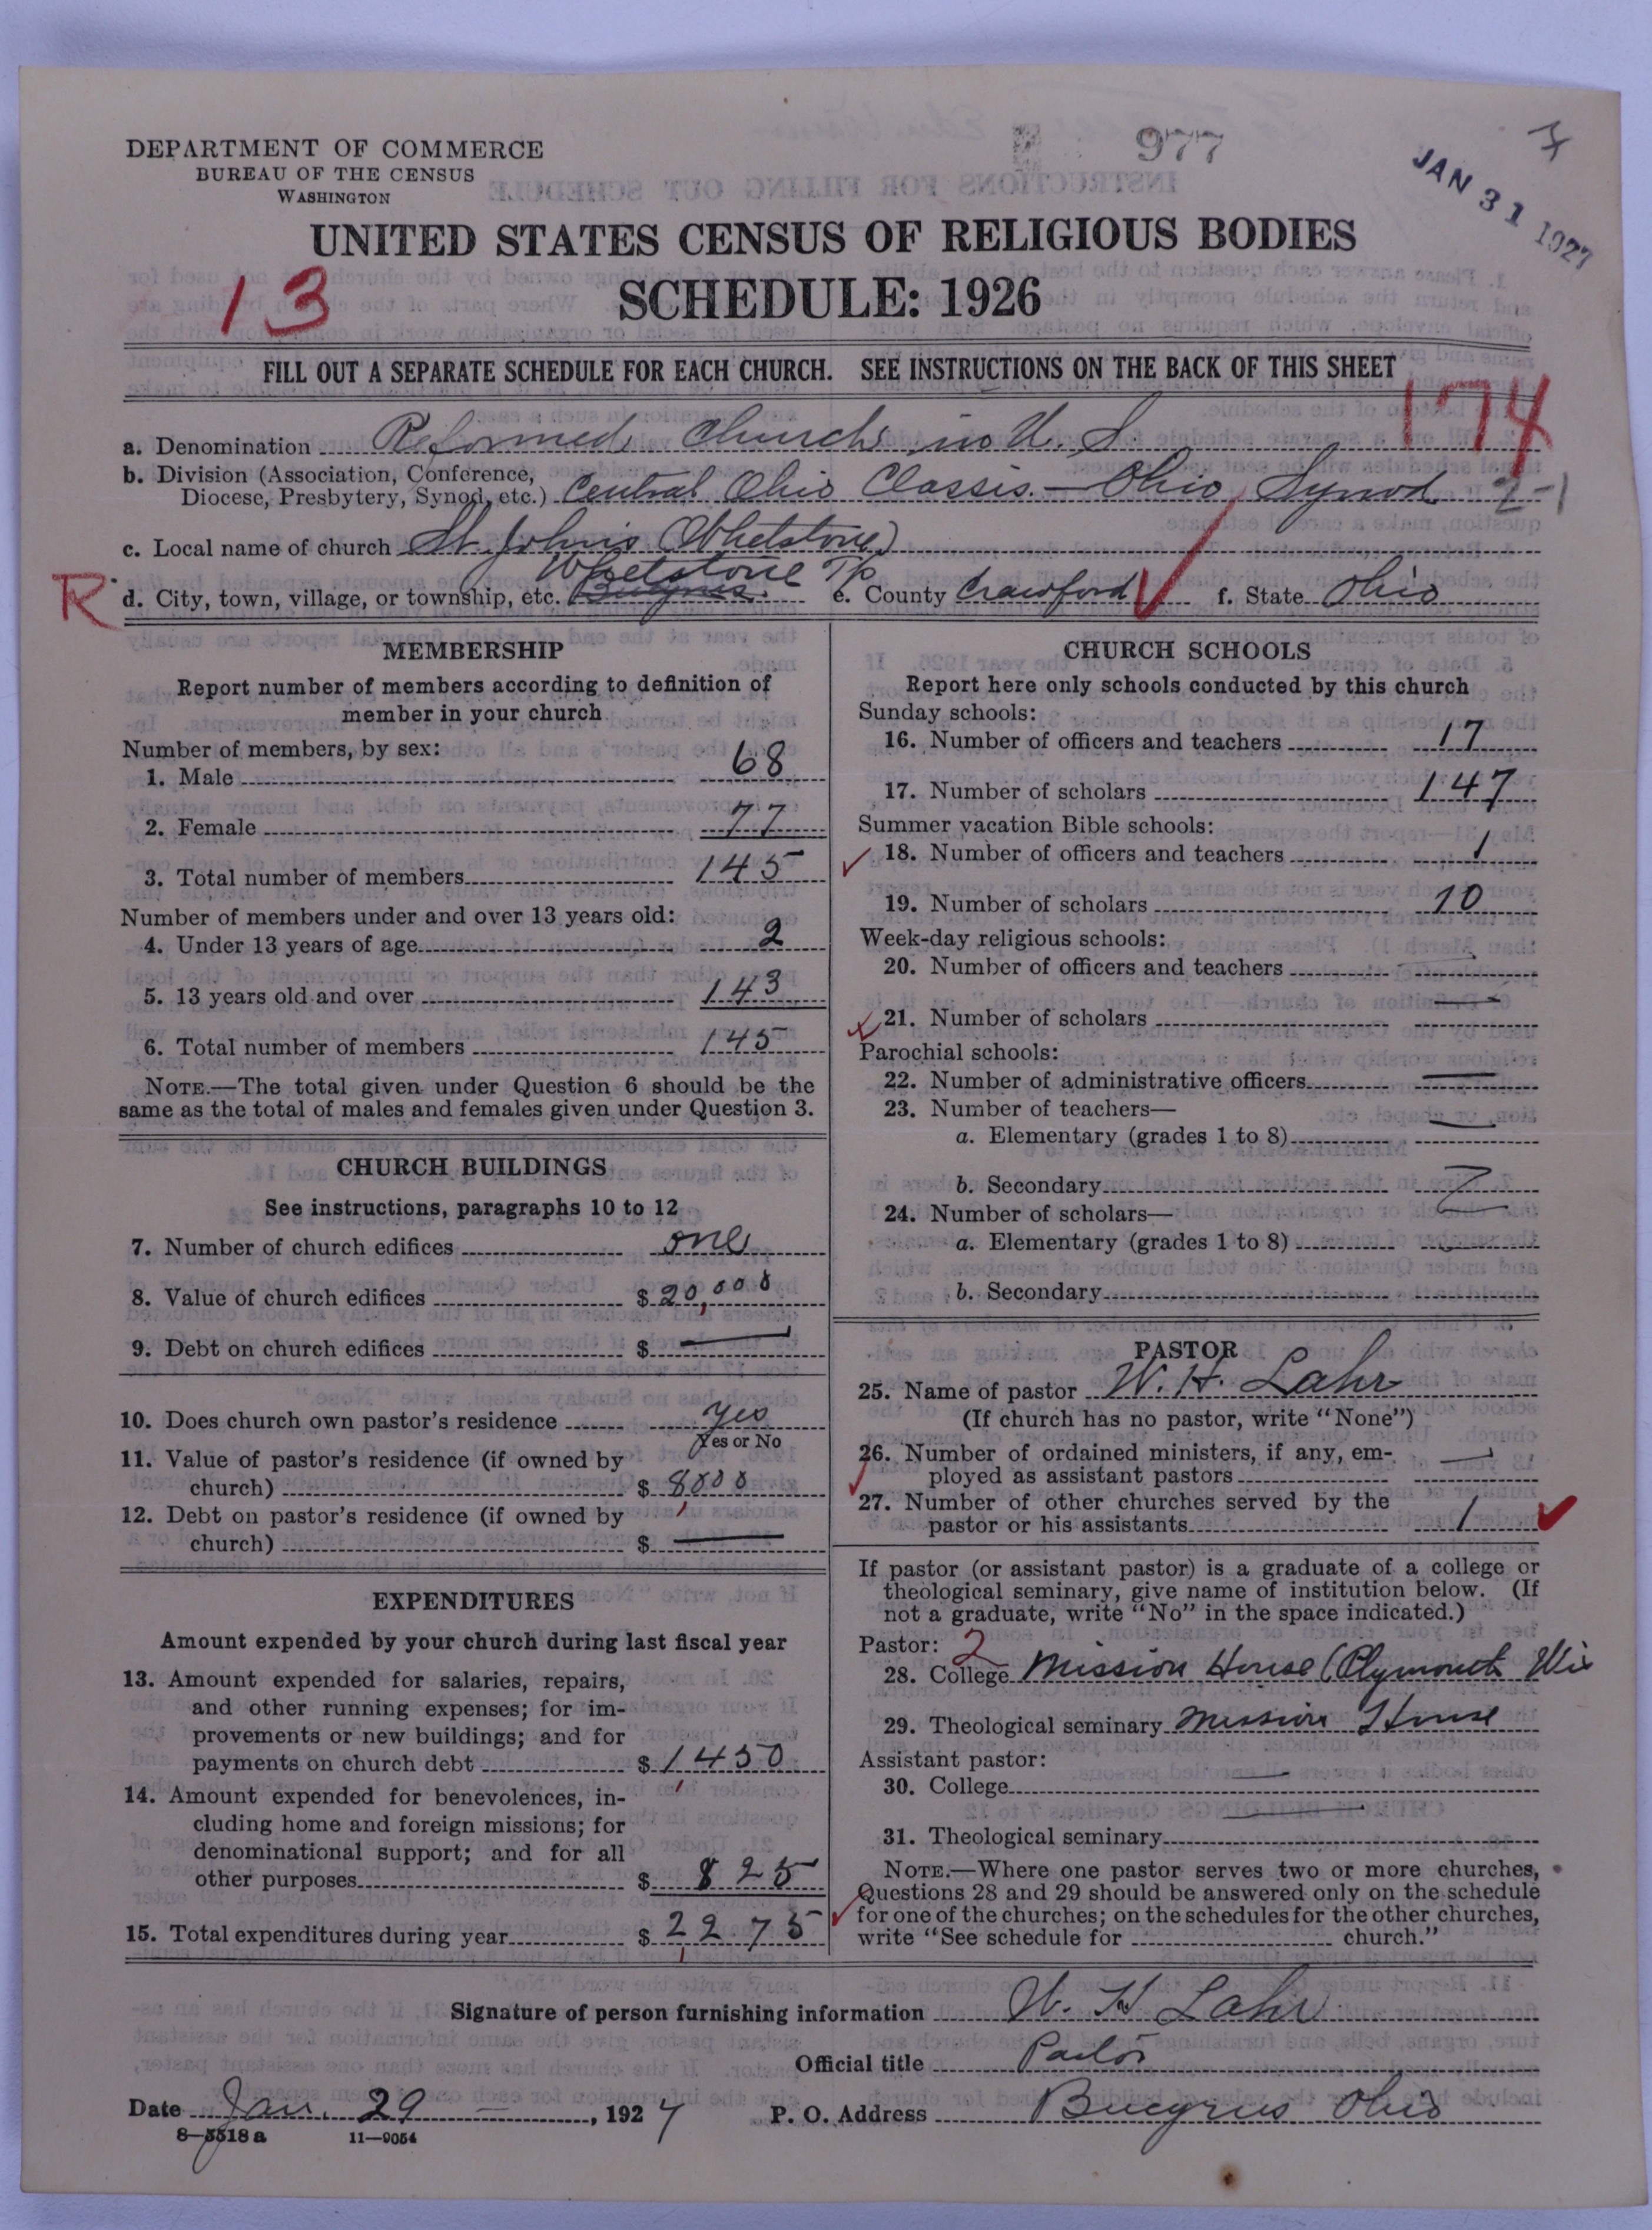 DEPARTMENT OF COMMERCE
BUREAU OF THE CENSUS
WASHINGTON
977
JAN 31 1927
UNITED STATES CENSUS OF RELIGIOUS BODIES
SCHEDULE: 1926
13
FILL OUT A SEPARATE SCHEDULE FOR EACH CHURCH. SEE INSTRUCTIONS ON THE BACK OF THIS SHEET
174
a. Denomination Reformed Church in U. S.
b. Division (Association, Conference,
Diocese, Presbytery, Synod, etc.) Central Ohio Classis — Ohio Synod 2-1
c. Local name of church St. Johns (Whetstone)
Whetstone Tp
R d. City, town, village, or township, etc. Bucyrus. e. County Crawford f. State Ohio
MEMBERSHIP
Report number of members according to definition of
member in your church
Number of members, by sex:
1. Male 68
2. Female 77
3. Total number of members 145
Number of members under and over 13 years old:
4. Under 13 years of age 2
5. 13 years old and over 143
6. Total number of members 145
NOTE.—The total given under Question 6 should be the
same as the total of males and females given under Question 3.
CHURCH BUILDINGS
See instructions, paragraphs 10 to 12
7. Number of church edifices one
8. Value of church edifices $ 20,000
9. Debt on church edifices $ —
10. Does church own pastor's residence yes
Yes or No
11. Value of pastor's residence (if owned by
church) $ 8000
12. Debt on pastor's residence (if owned by
church) $ —
EXPENDITURES
Amount expended by your church during last fiscal year
13. Amount expended for salaries, repairs,
and other running expenses; for im-
provements or new buildings; and for
payments on church debt $ 1450
14. Amount expended for benevolences, in-
cluding home and foreign missions; for
denominational support; and for all
other purposes $ 825
15. Total expenditures during year $ 2275
CHURCH SCHOOLS
Report here only schools conducted by this church
Sunday schools:
16. Number of officers and teachers 17
17. Number of scholars 147
Summer vacation Bible schools:
18. Number of officers and teachers 1
19. Number of scholars 10
Week-day religious schools:
20. Number of officers and teachers —
21. Number of scholars —
Parochial schools:
22. Number of administrative officers —
23. Number of teachers—
a. Elementary (grades 1 to 8) —
b. Secondary
24. Number of scholars—
a. Elementary (grades 1 to 8) —
b. Secondary
PASTOR
25. Name of pastor W. H. Lahr
(If church has no pastor, write "None")
26. Number of ordained ministers, if any, em-
ployed as assistant pastors —
27. Number of other churches served by the
pastor or his assistants 1
If pastor (or assistant pastor) is a graduate of a college or
theological seminary, give name of institution below. (If
not a graduate, write "No" in the space indicated.)
Pastor: 2
28. College Mission House (Plymouth Wis
29. Theological seminary Mission House
Assistant pastor:
30. College —
31. Theological seminary —
NOTE.—Where one pastor serves two or more churches,
Questions 28 and 29 should be answered only on the schedule
for one of the churches; on the schedules for the other churches,
write "See schedule for church."
Signature of person furnishing information W. H Lahr
Official title Pastor
Date Jan. 29, 1927 P. O. Address Bucyrus Ohio
8—5518 a 11—9054